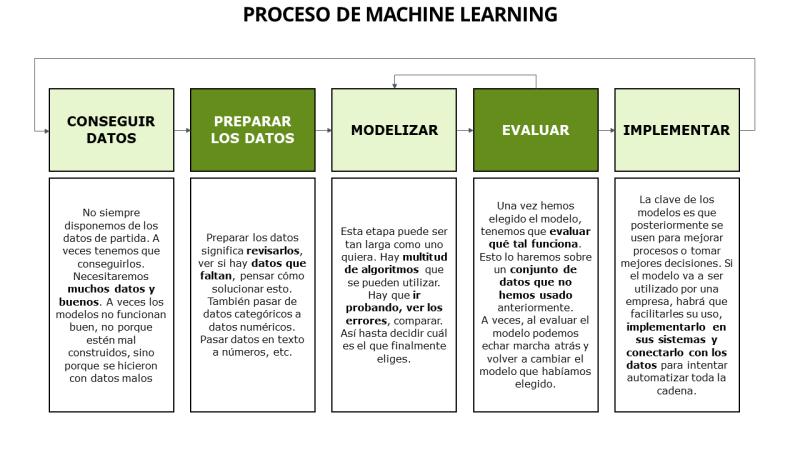 PROCESO DE MACHINE LEARNING
CONSEGUIR
DATOS
PREPARAR
LOS DATOS
MODELIZAR
EVALUAR
IMPLEMENTAR
No siempre
disponemos de los
datos de partida. A
veces tenemos que
conseguirlos.
Necesitaremos
muchos datos y
buenos. A veces los
modelos no funcionan
bien, no porque
estén mal
construidos, sino
porque se hicieron
con datos malos
Preparar los datos
significa revisarlos,
ver si hay datos que
faltan, pensar cómo
solucionar esto.
También pasar de
datos categóricos a
datos numéricos.
Pasar datos en texto
a números, etc.
Esta etapa puede ser
tan larga como uno
quiera. Hay multitud
de algoritmos que
se pueden utilizar.
Hay que ir
probando, ver los
errores, comparar.
Así hasta decidir cuál
es el que finalmente
eliges.
Una vez hemos
elegido el modelo,
tenemos que evaluar
qué tal funciona.
Esto lo haremos sobre
un conjunto de
datos que no
hemos usado
anteriormente.
A veces, al evaluar el
modelo podemos
echar marcha atrás y
volver a cambiar el
modelo que habíamos
elegido.
La clave de los
modelos es que
posteriormente se
usen para mejorar
procesos o tomar
mejores decisiones. Si
el modelo va a ser
utilizado por una
empresa, habrá que
facilitarles su uso,
implementarlo en
sus sistemas y
conectarlo con los
datos para intentar
automatizar toda la
cadena.